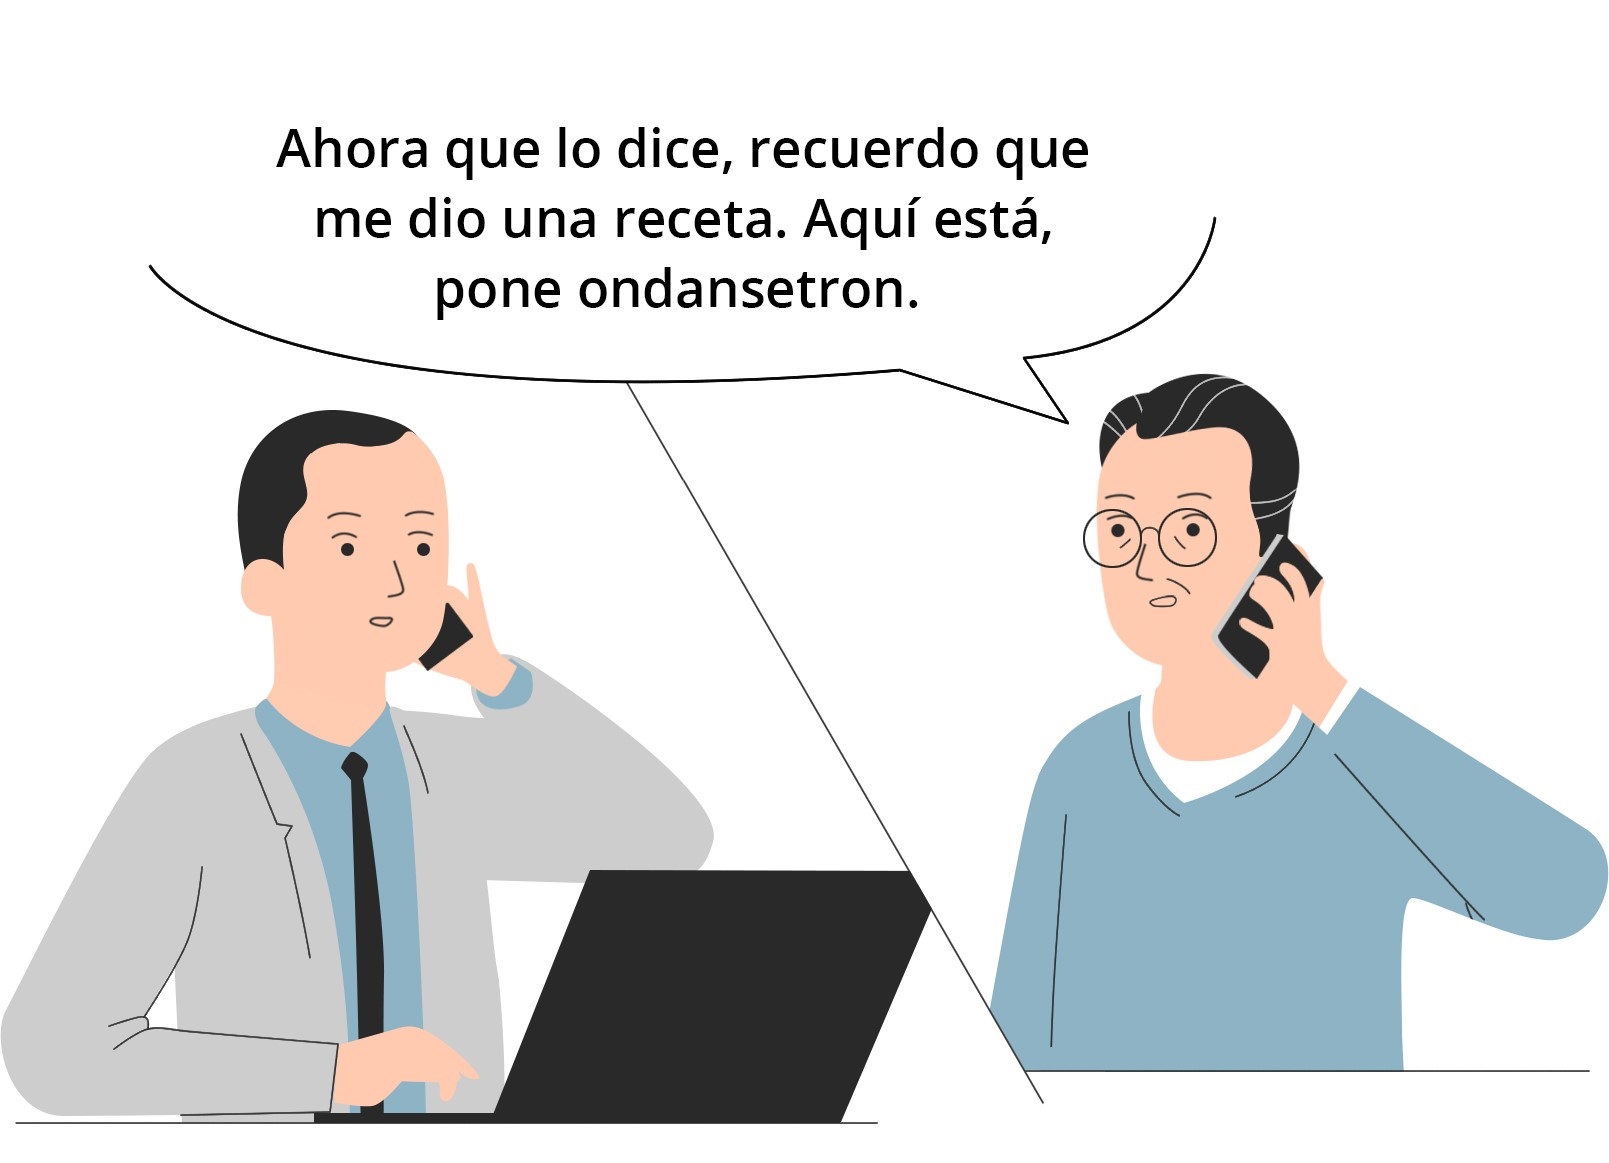 Ahora que lo dice, recuerdo que
me dio una receta. Aquí está,
pone ondansetron.